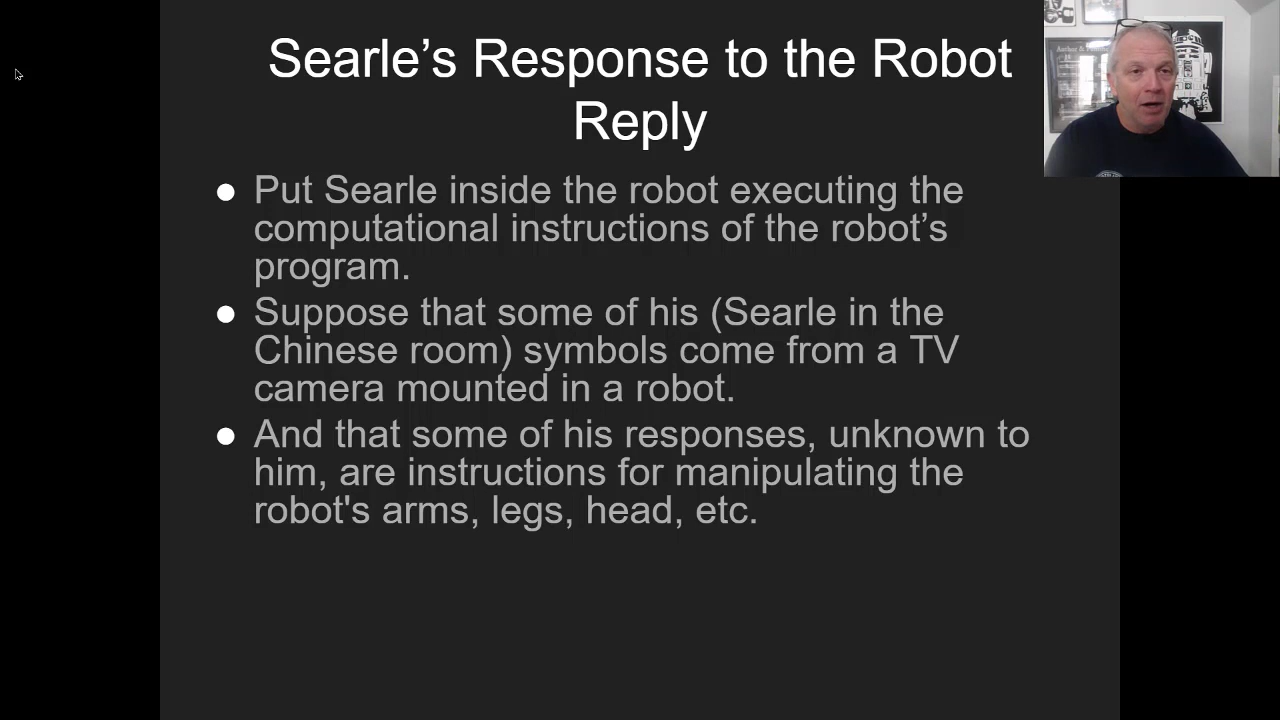 Searle’s Response to the Robot
Reply
● Put Searle inside the robot executing the
computational instructions of the robot’s
program.
● Suppose that some of his (Searle in the
Chinese room) symbols come from a TV
camera mounted in a robot.
● And that some of his responses, unknown to
him, are instructions for manipulating the
robot's arms, legs, head, etc.